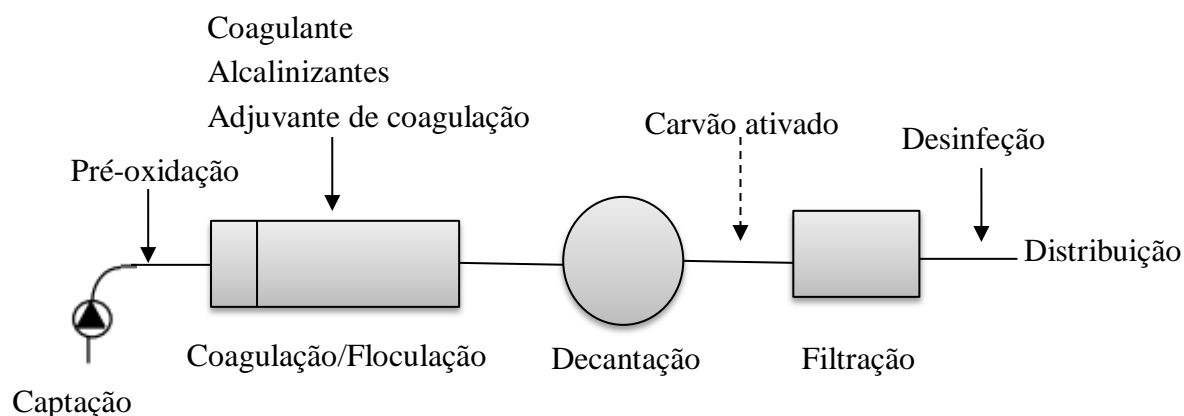 Coagulante
Alcalinizantes
Adjuvante de coagulação
Carvão ativado
Desinfeção
Pré-oxidação
Distribuição
Coagulação/Floculação
Decantação
Filtração
Captação